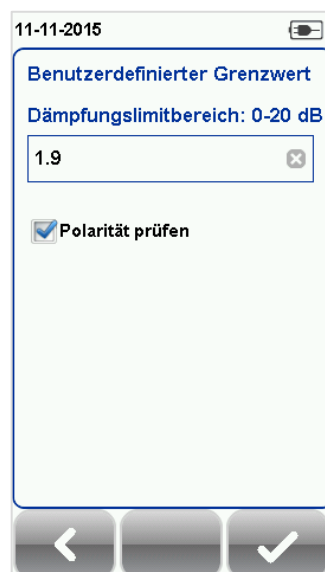 11-11-2015
Benutzerdefinierter Grenzwert
Dämpfungslimitbereich: 0-20 dB
1.9
Polarität prüfen